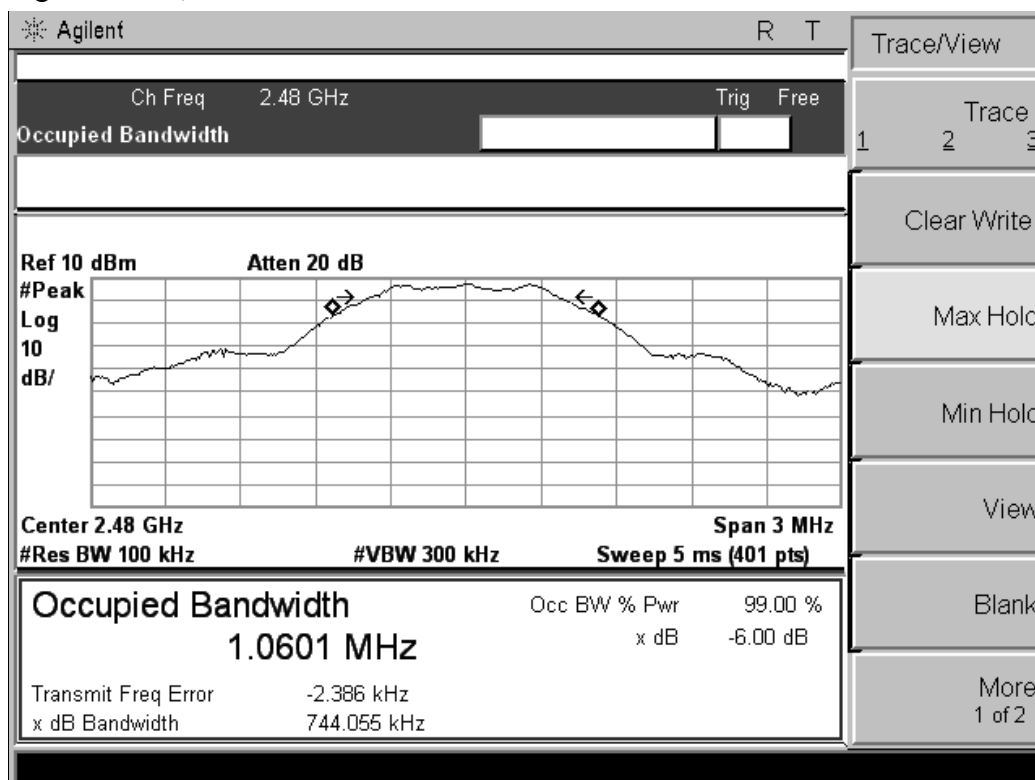 Agilent R T
Trace/View
Ch Freq 2.48 GHz Trig Free
Occupied Bandwidth
Trace
1 2 3
Clear Write
Max Hold
Min Hold
View
Blank
More
1 of 2
Ref 10 dBm Atten 20 dB
#Peak
Log
10
dB/
Center 2.48 GHz Span 3 MHz
#Res BW 100 kHz #VBW 300 kHz Sweep 5 ms (401 pts)
Occupied Bandwidth
1.0601 MHz
Occ BW % Pwr 99.00 %
x dB -6.00 dB
Transmit Freq Error -2.386 kHz
x dB Bandwidth 744.055 kHz